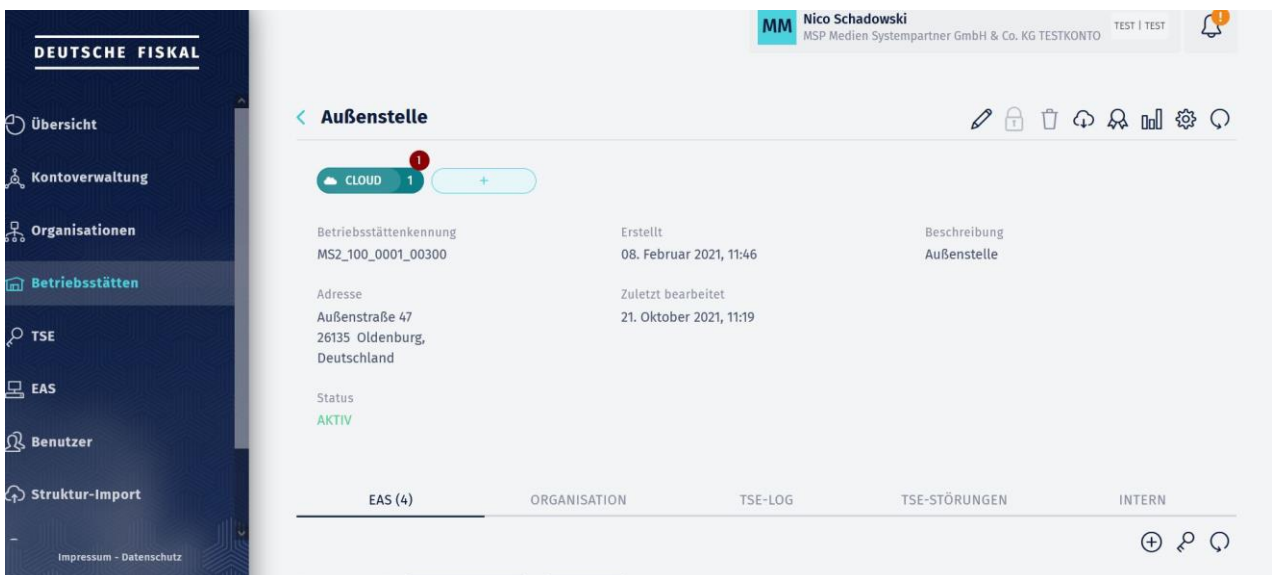 DEUTSCHE FISKAL
Übersicht
Kontoverwaltung
Organisationen
Betriebsstätten
TSE
EAS
Benutzer
Struktur-Import
Impressum - Datenschutz
MM
Nico Schadowski
MSP Medien Systempartner GmbH & Co. KG TESTKONTO
TEST | TEST
!
Außenstelle
CLOUD 1
1
+
Betriebsstättenkennung
MS2_100_0001_00300
Erstellt
08. Februar 2021, 11:46
Beschreibung
Außenstelle
Adresse
Außenstraße 47
26135 Oldenburg,
Deutschland
Zuletzt bearbeitet
21. Oktober 2021, 11:19
Status
AKTIV
EAS (4)
ORGANISATION
TSE-LOG
TSE-STÖRUNGEN
INTERN